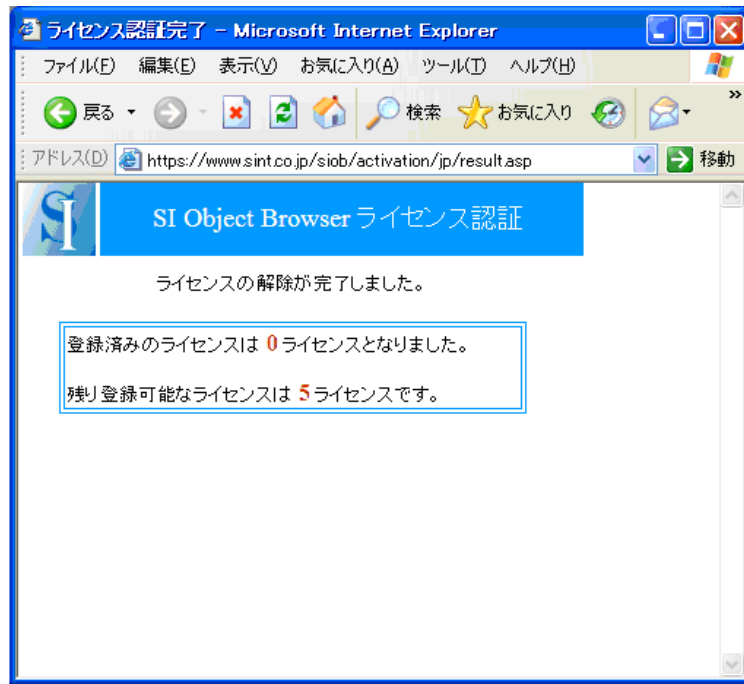 ライセンス認証完了 - Microsoft Internet Explorer
ファイル(F) 編集(E) 表示(V) お気に入り(A) ツール(T) ヘルプ(H)
戻る 検索 お気に入り »
アドレス(D) https://www.sint.co.jp/siob/activation/jp/result.asp 移動
SI SI Object Browser ライセンス認証
ライセンスの解除が完了しました。
登録済みのライセンスは 0 ライセンスとなりました。
残り登録可能なライセンスは 5 ライセンスです。